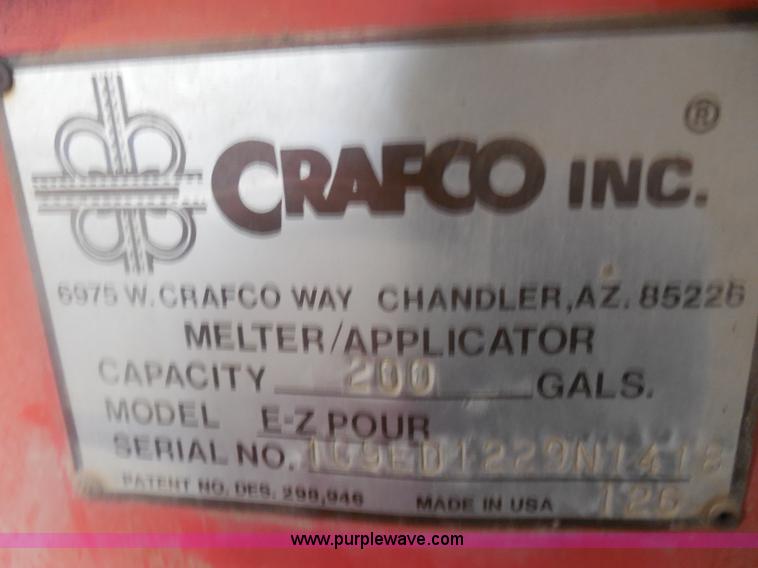 ®
CRAFCO INC.
6975 W. CRAFCO WAY CHANDLER, AZ. 85226
MELTER/APPLICATOR
CAPACITY 200 GALS.
MODEL E-Z POUR
SERIAL NO.
PATENT NO. DES. 298,946 MADE IN USA 126
www.purplewave.com